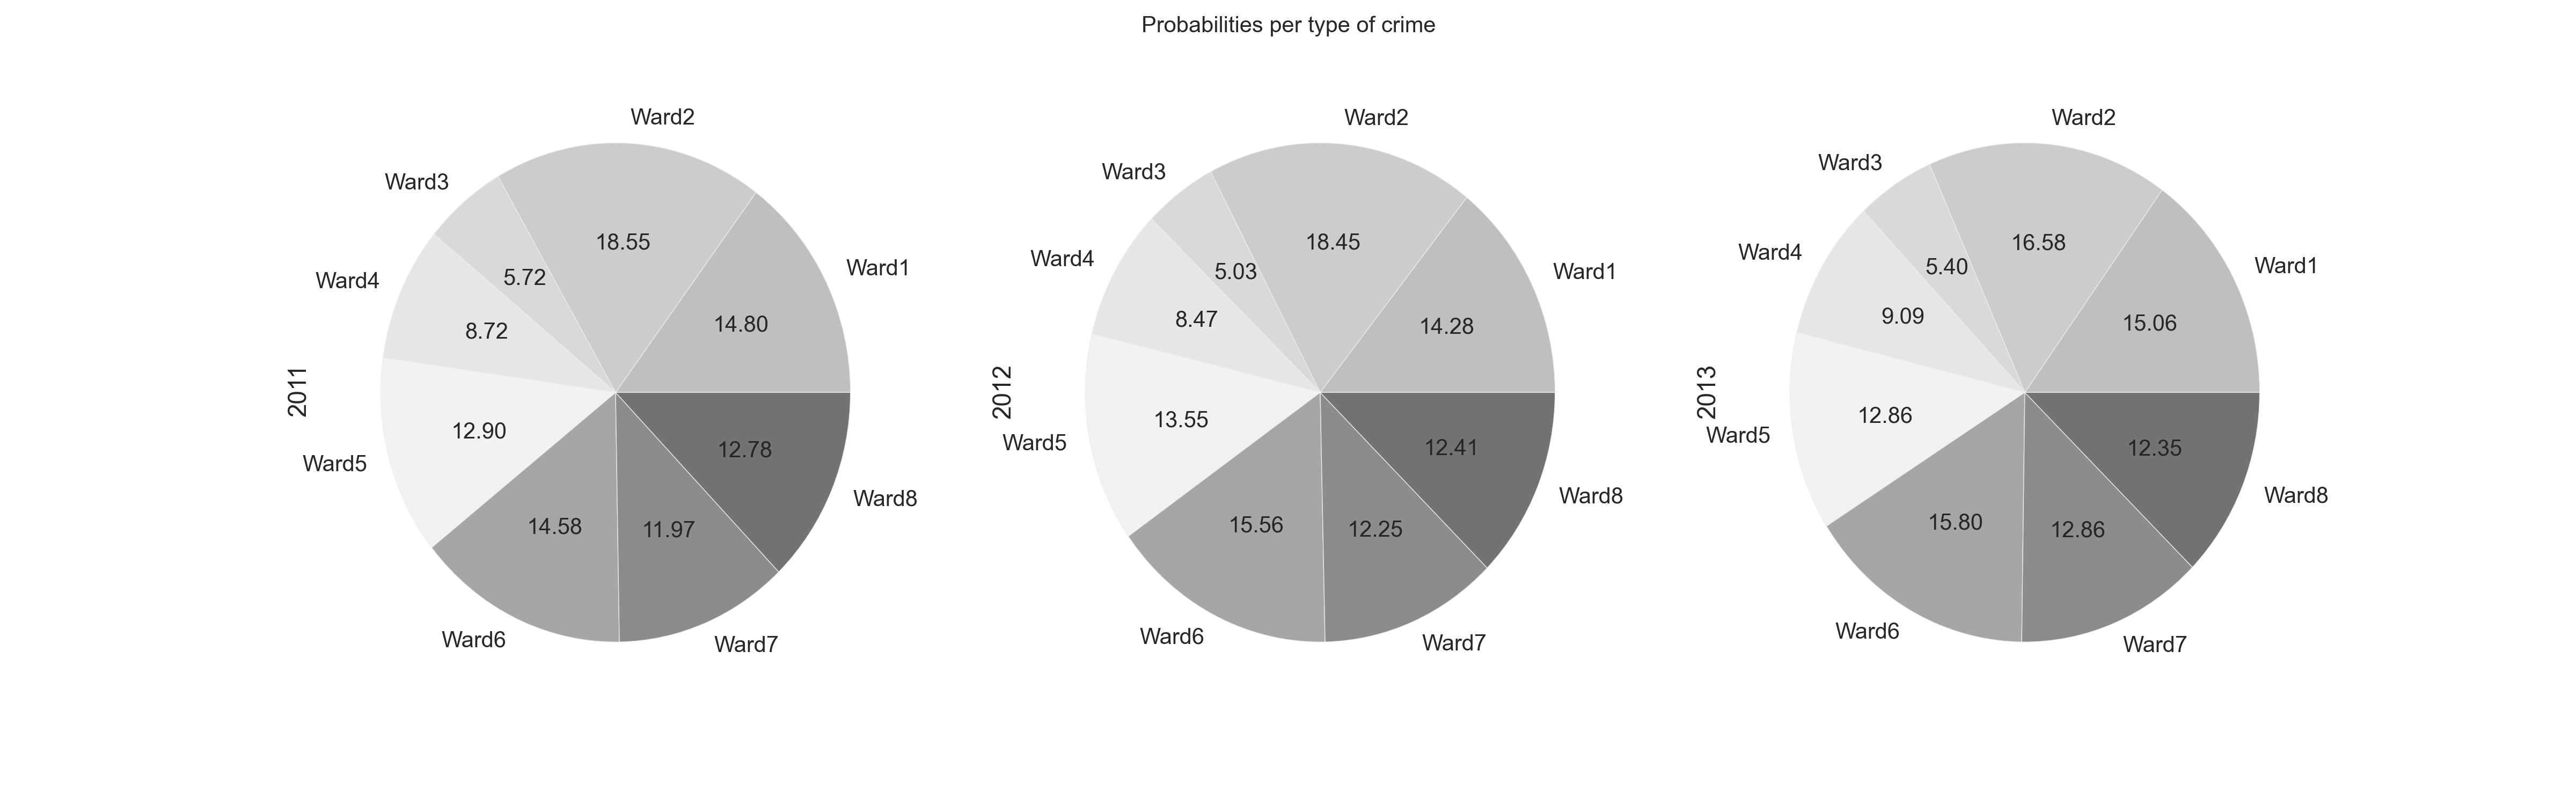 Probabilities per type of crime
2011
Ward1
14.80
Ward2
18.55
Ward3
5.72
Ward4
8.72
Ward5
12.90
Ward6
14.58
Ward7
11.97
Ward8
12.78
2012
Ward1
14.28
Ward2
18.45
Ward3
5.03
Ward4
8.47
Ward5
13.55
Ward6
15.56
Ward7
12.25
Ward8
12.41
2013
Ward1
15.06
Ward2
16.58
Ward3
5.40
Ward4
9.09
Ward5
12.86
Ward6
15.80
Ward7
12.86
Ward8
12.35